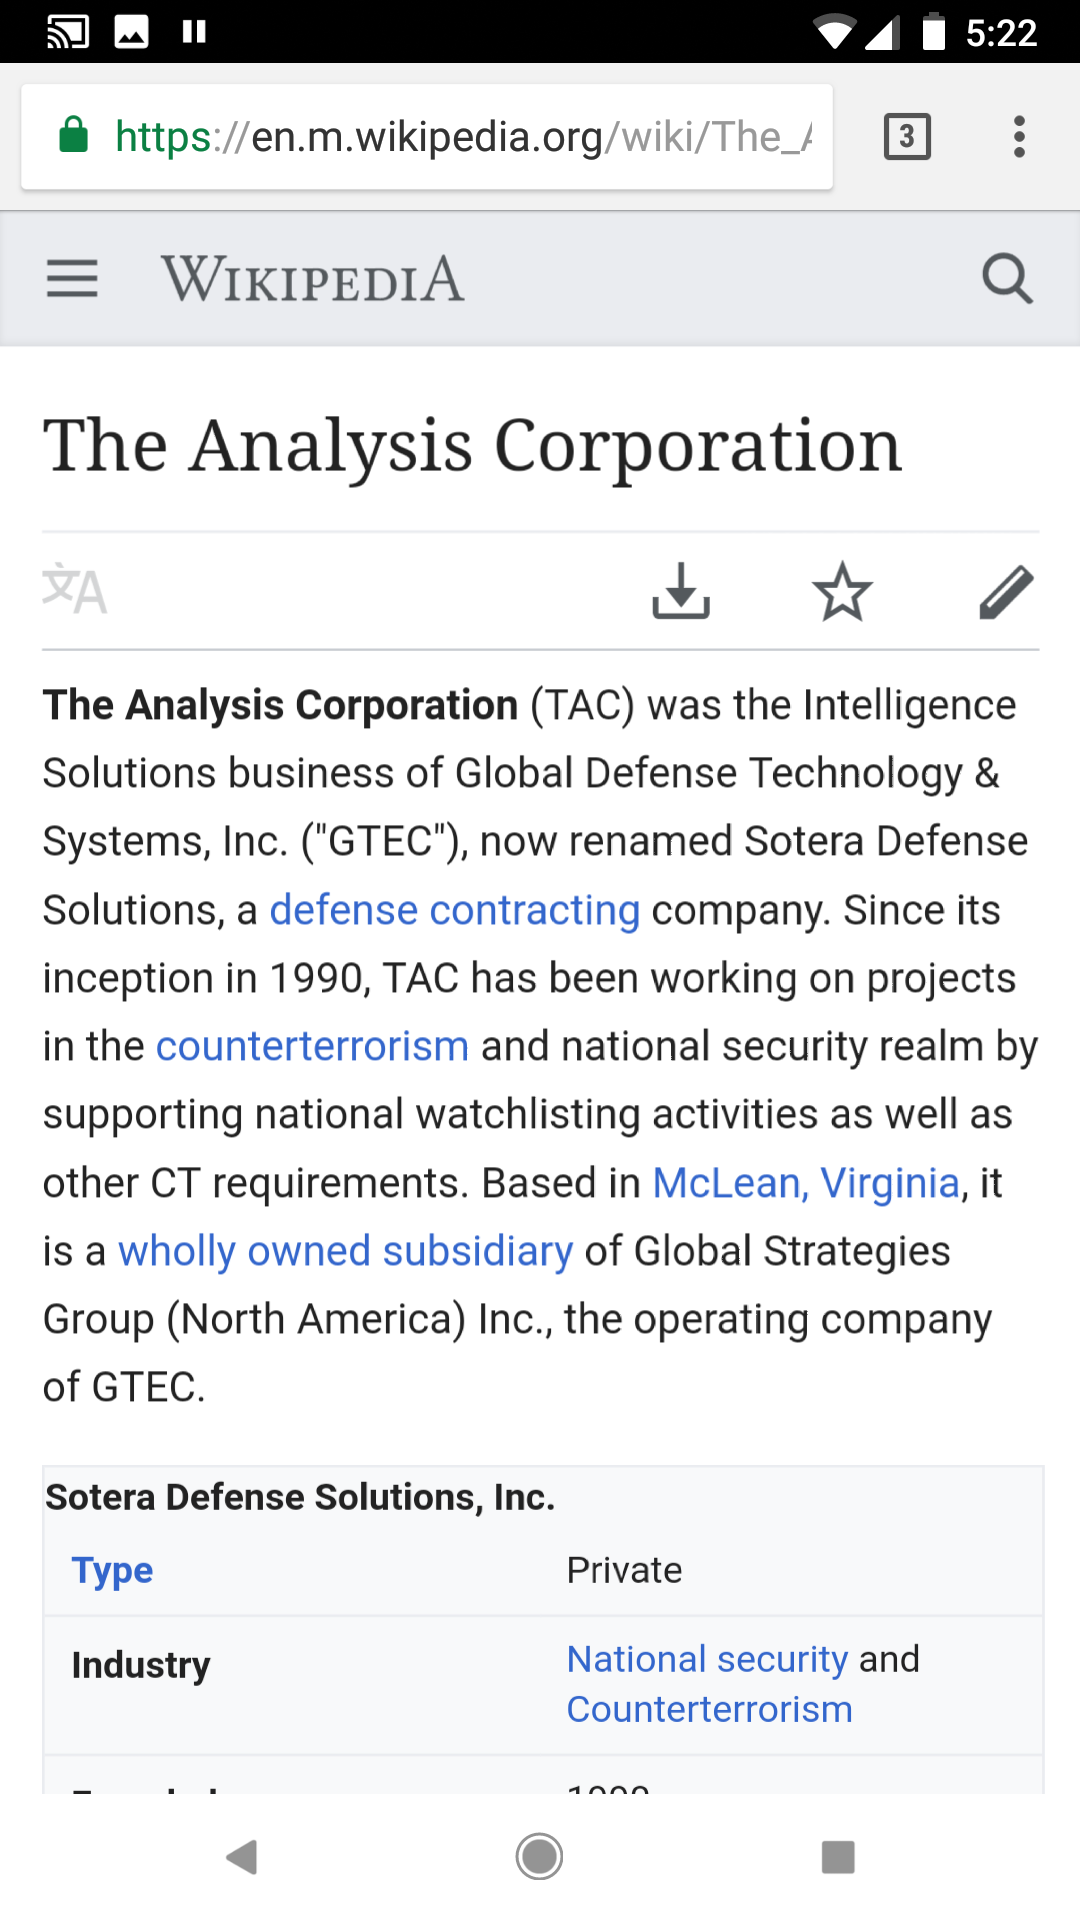 5:22
https://en.m.wikipedia.org/wiki/The_A
3
WIKIPEDIA
The Analysis Corporation
文A
The Analysis Corporation (TAC) was the Intelligence
Solutions business of Global Defense Technology &
Systems, Inc. ("GTEC"), now renamed Sotera Defense
Solutions, a defense contracting company. Since its
inception in 1990, TAC has been working on projects
in the counterterrorism and national security realm by
supporting national watchlisting activities as well as
other CT requirements. Based in McLean, Virginia, it
is a wholly owned subsidiary of Global Strategies
Group (North America) Inc., the operating company
of GTEC.
Sotera Defense Solutions, Inc.
Type Private
Industry National security and
Counterterrorism